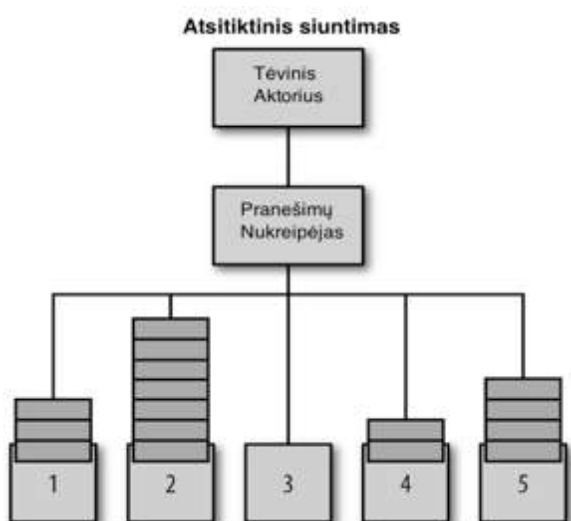 Atsitiktinis siuntimas
Tėvinis
Aktorius
Pranešimų
Nukreipėjas
1
2
3
4
5